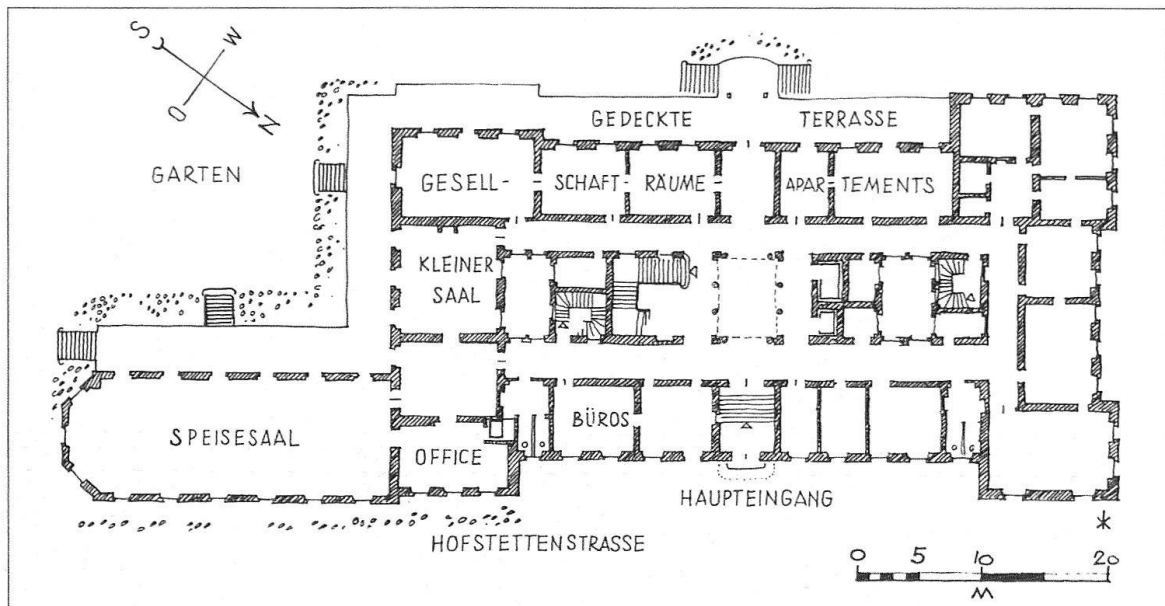 S
W
O
N
GARTEN
GEDECKTE TERRASSE
GESELL- SCHAFT- RÄUME APAR TEMENTS
KLEINER
SAAL
SPEISESAAL
OFFICE
BÜROS
HAUPTEINGANG
HOFSTETTENSTRASSE
0 5 10 20
M